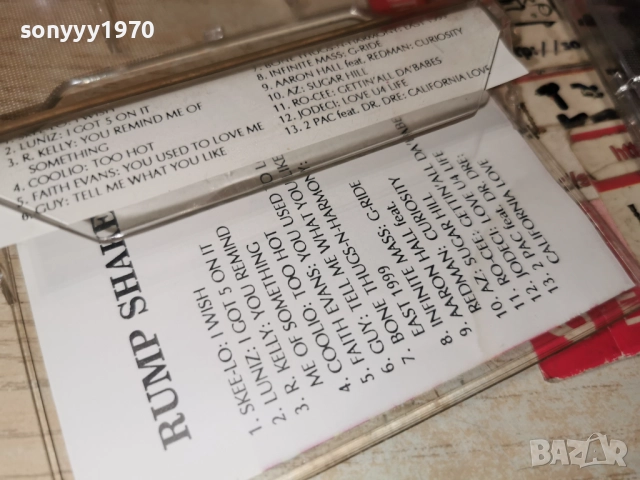 sonyyy1970
2. LUNIZ: I GOT 5 ON IT
3. R. KELLY: YOU REMIND ME OF
SOMETHING
4. COOLIO: TOO HOT
5. FAITH EVANS: YOU USED TO LOVE ME
6. GUY: TELL ME WHAT YOU LIKE
8. INFINITE MASS: G-RIDE
9. AARON HALL feat. REDMAN: CURIOSITY
10. AZ: SUGAR HILL
11. RO-CEE: GETTIN'ALL DA'BABES
12. JODECI; LOVE U4 LIFE
13. 2 PAC feat. DR. DRE: CALIFORNIA LOVE
RUMP SHAKE
1. SKEE-LO: I WISH
2. LUNIZ: I GOT 5 ON IT
3. R. KELLY: YOU REMIND
ME OF SOMETHING
4. COOLIO: TOO HOT
5. FAITH EVANS: YOU USED TO L
6. GUY: TELL ME WHAT YOU LIKE
7. BONE THUGS-N-HARMONY:
EAST 1999
8 INFINITE MASS: G-RIDE
9. AARON HALL feat.
REDMAN: CURIOSITY
10. AZ: SUGAR HILL
11. RO-CEE: GETTIN'ALL DA
12. JODECI: LOVE U4 LIFE
13. 2 PAC feat. DR. DRE:
CALIFORNIA LOVE
BAZAR